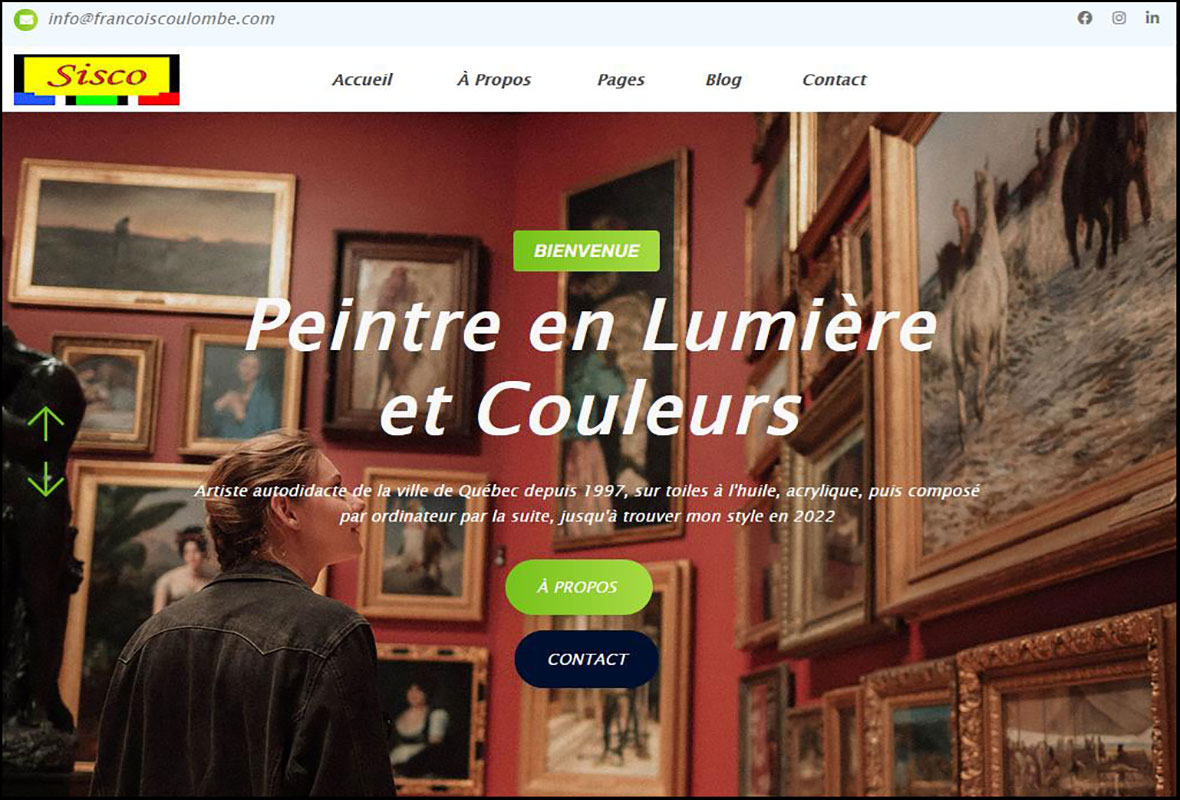 info@francoiscoulombe.com
Sisco
Accueil
À Propos
Pages
Blog
Contact
BIENVENUE
Peintre en Lumière
et Couleurs
Artiste autodidacte de la ville de Québec depuis 1997, sur toiles à l'huile, acrylique, puis composé
par ordinateur par la suite, jusqu'à trouver mon style en 2022
À PROPOS
CONTACT